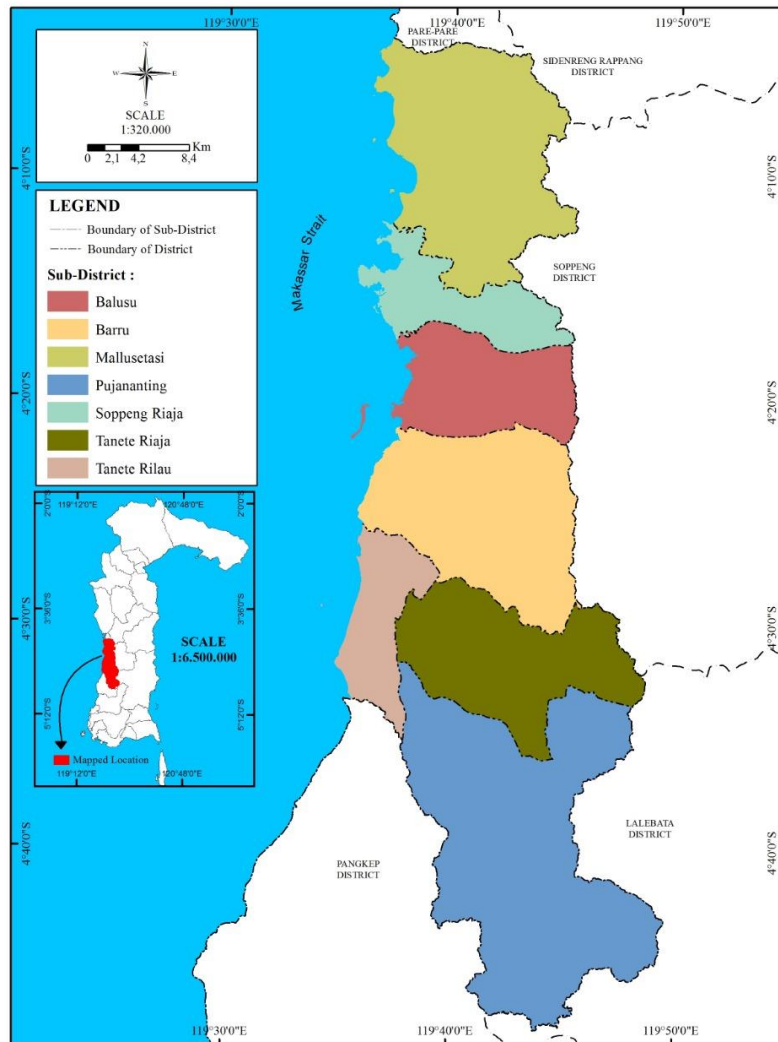 119°30'0"E
119°40'0"E
119°50'0"E
PARE-PARE
DISTRICT
SIDENRENG RAPPANG
DISTRICT
N
W E
S
SCALE
1:320.000
Km
0 2,1 4,2 8,4
4°10'0"S
4°10'0"S
LEGEND
Boundary of Sub-District
Boundary of District
Sub-District :
Balusu
Barru
Mallusetasi
Pujananting
Soppeng Riaja
Tanete Riaja
Tanete Rilau
Makassar Strait
SOPPENG
DISTRICT
4°20'0"S
4°20'0"S
119°12'0"E
120°48'0"E
2°0'0"S
2°0'0"S
3°36'0"S
3°36'0"S
SCALE
1:6.500.000
5°12'0"S
5°12'0"S
Mapped Location
119°12'0"E
120°48'0"E
4°30'0"S
4°30'0"S
LALEBATA
DISTRICT
PANGKEP
DISTRICT
4°40'0"S
4°40'0"S
119°30'0"E
119°40'0"E
119°50'0"E